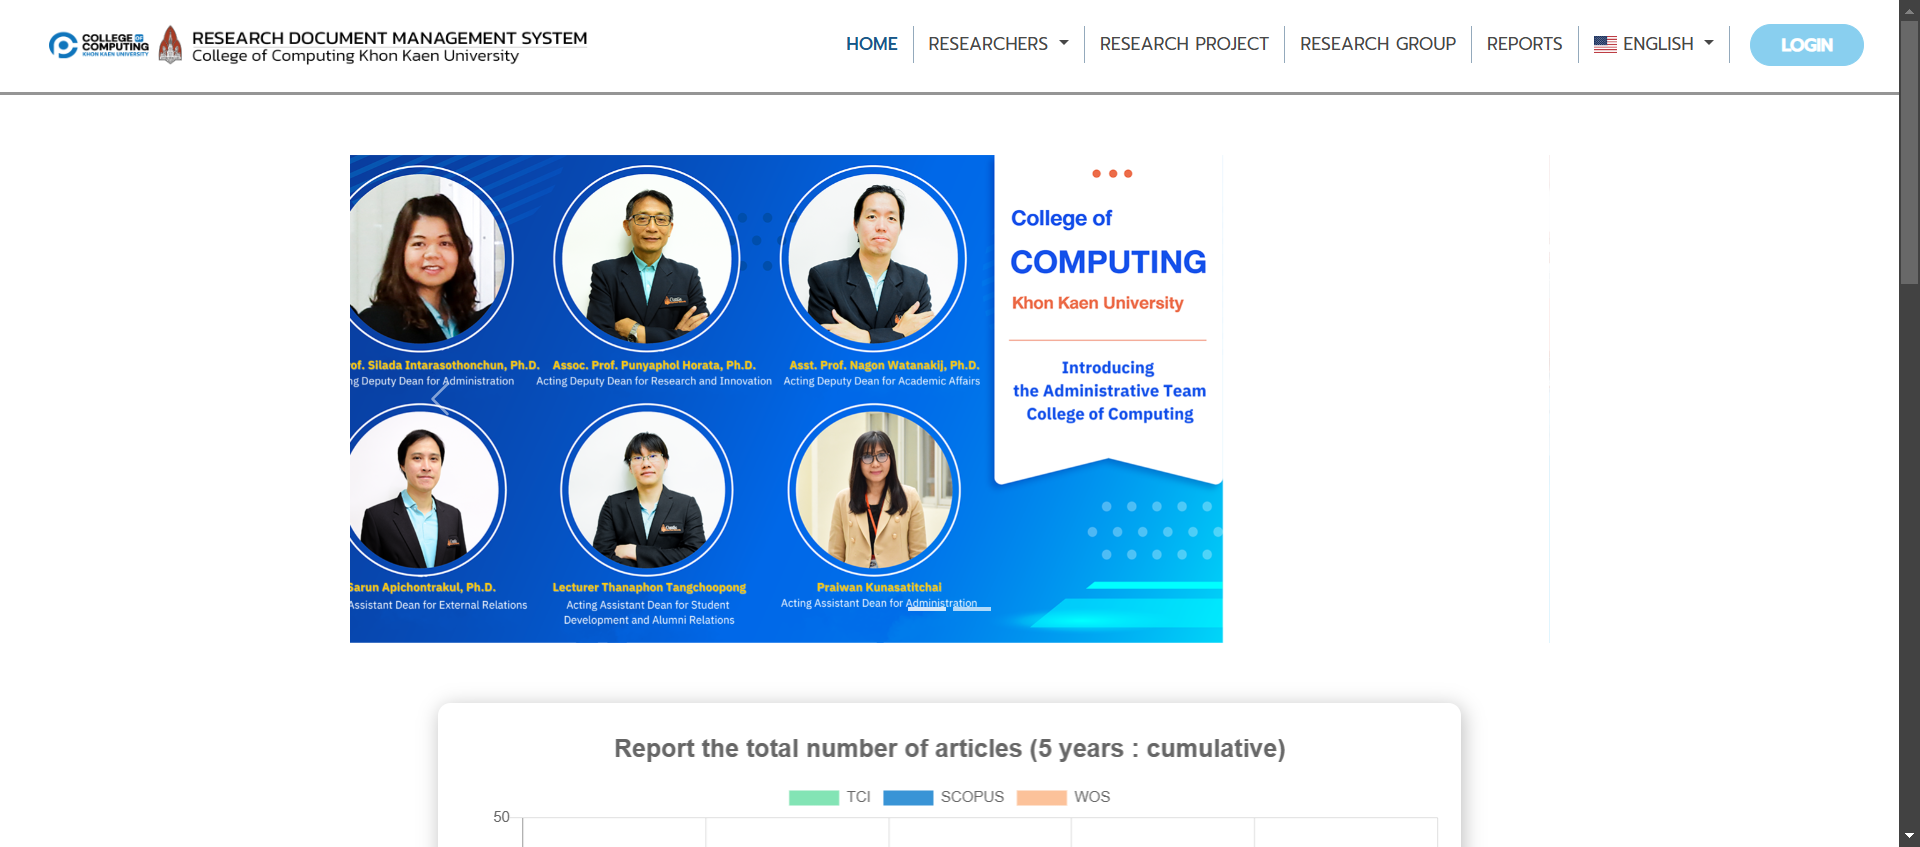 COLLEGE OF
COMPUTING
KHON KAEN UNIVERSITY
RESEARCH DOCUMENT MANAGEMENT SYSTEM
College of Computing Khon Kaen University
HOME
RESEARCHERS
RESEARCH PROJECT
RESEARCH GROUP
REPORTS
ENGLISH
LOGIN
College of
COMPUTING
Khon Kaen University
Introducing
the Administrative Team
College of Computing
Silada Intarasothonchun, Ph.D.
Deputy Dean for Administration
Assoc. Prof. Punyaphol Horata, Ph.D.
Acting Deputy Dean for Research and Innovation
Asst. Prof. Nagon Watanakij, Ph.D.
Acting Deputy Dean for Academic Affairs
Sarun Apichontrakul, Ph.D.
Assistant Dean for External Relations
Lecturer Thanaphon Tangchoopong
Acting Assistant Dean for Student
Development and Alumni Relations
Praiwan Kunasatitchai
Acting Assistant Dean for Administration
Report the total number of articles (5 years : cumulative)
TCI
SCOPUS
WOS
50